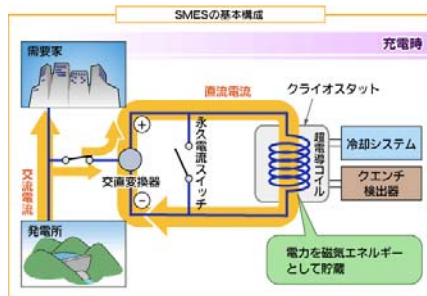 SMESの基本構成
充電時
需要家
直流電流
クライオスタット
永久電流スイッチ
超電導コイル
冷却システム
クエンチ
検出器
交流電流
交直変換器
発電所
電力を磁気エネルギー
として貯蔵